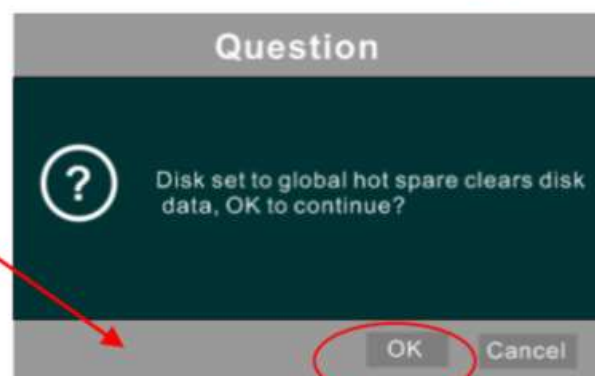 Question
?
Disk set to global hot spare clears disk
data, OK to continue?
OK
Cancel